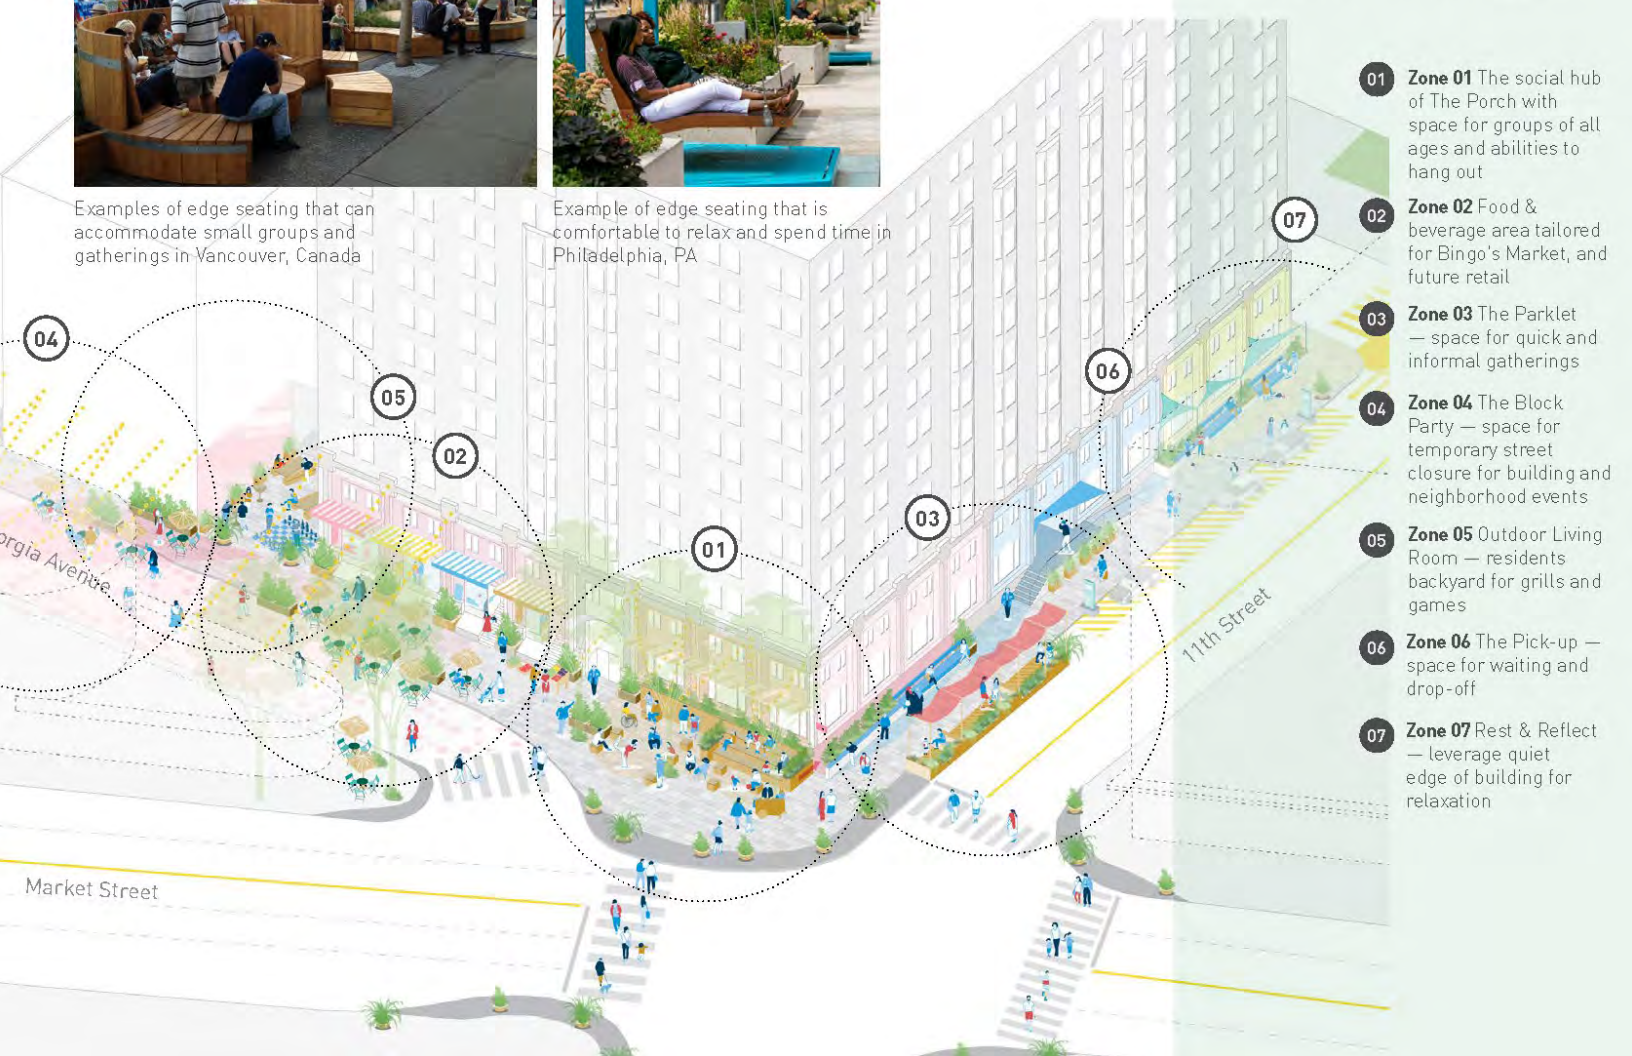 Examples of edge seating that can
accommodate small groups and
gatherings in Vancouver, Canada
Example of edge seating that is
comfortable to relax and spend time in
Philadelphia, PA
04
05
02
01
03
06
07
orgia Avenue
Market Street
11th Street
01 Zone 01 The social hub
of The Porch with
space for groups of all
ages and abilities to
hang out
02 Zone 02 Food &
beverage area tailored
for Bingo's Market, and
future retail
03 Zone 03 The Parklet
— space for quick and
informal gatherings
04 Zone 04 The Block
Party — space for
temporary street
closure for building and
neighborhood events
05 Zone 05 Outdoor Living
Room — residents
backyard for grills and
games
06 Zone 06 The Pick-up —
space for waiting and
drop-off
07 Zone 07 Rest & Reflect
— leverage quiet
edge of building for
relaxation